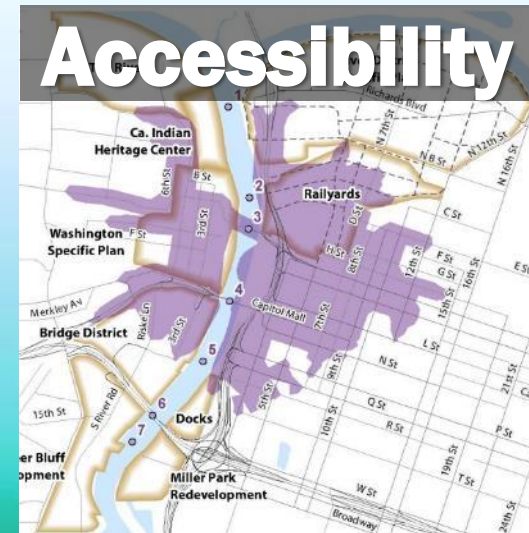 Accessibility
Richards Blvd
1
N 7th St
N 12th St
N B St
N 16th St
Ca. Indian
Heritage Center
6th St
B St
2
Railyards
C St
3rd St
D St
3
Washington
Specific Plan
F St
H St
8th St
12th St
F St
G St
16th St
E St
15th St
4
Capitol Mall
7th St
Merkley Av
Riske Ln
3rd St
Bridge District
L St
5
9th St
N St
21st St
5th St
S River Rd
6
Docks
15th St
7
10th St
Q St
R St
P St
19th St
T St
Miller Park
Redevelopment
W St
Broadway
24th St